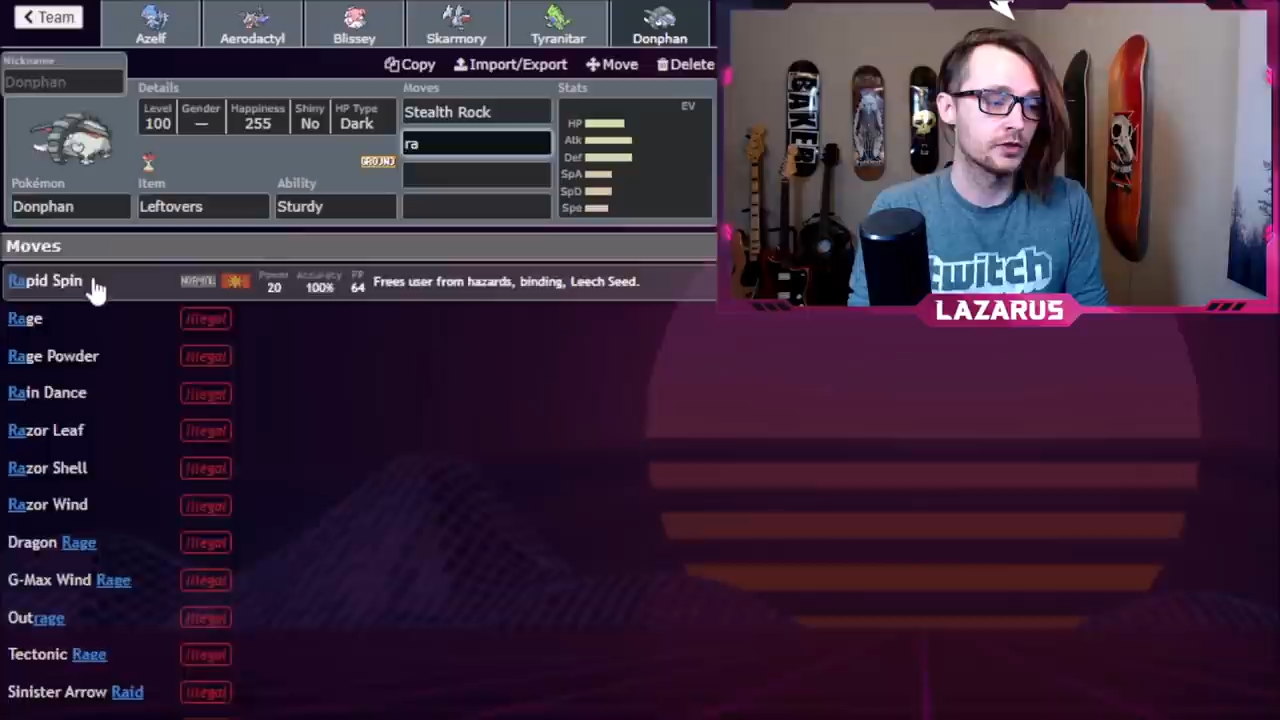 Team
Azelf
Aerodactyl
Blissey
Skarmory
Tyranitar
Donphan
Copy
Import/Export
Move
Delete
Nickname
Donphan
Details
Level
100
Gender
—
Happiness
255
Shiny
No
HP Type
Dark
GROUND
Pokémon
Donphan
Item
Leftovers
Ability
Sturdy
Moves
Stealth Rock
ra
Stats
EV
HP
Atk
Def
SpA
SpD
Spe
Moves
Rapid Spin
NORMAL
Power
20
Accuracy
100%
PP
64
Frees user from hazards, binding, Leech Seed.
Rage Illegal
Rage Powder Illegal
Rain Dance Illegal
Razor Leaf Illegal
Razor Shell Illegal
Razor Wind Illegal
Dragon Rage Illegal
G-Max Wind Rage Illegal
Outrage Illegal
Tectonic Rage Illegal
Sinister Arrow Raid Illegal
twitch
LAZARUS